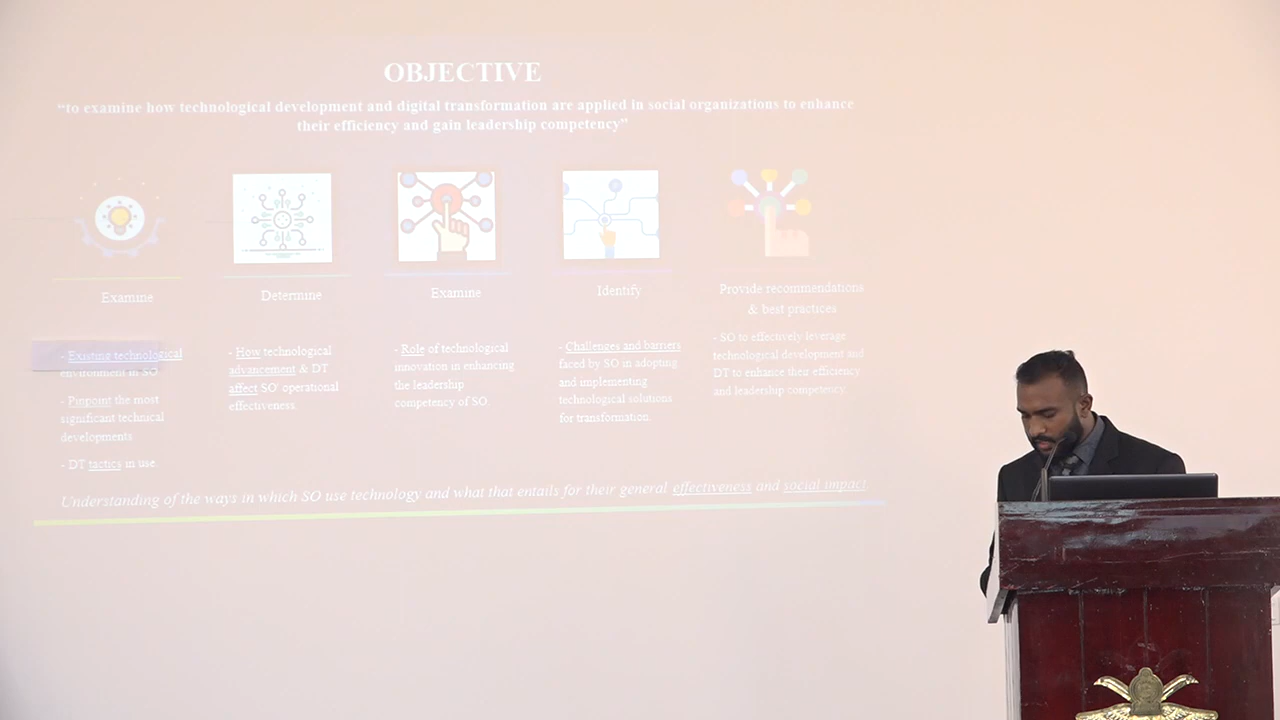 OBJECTIVE
“to examine how technological development and digital transformation are applied in social organizations to enhance
their efficiency and gain leadership competency”
Examine
- Existing technological
environment in SO.
- Pinpoint the most
significant technical
developments
- DT tactics in use.
Determine
- How technological
advancement & DT
affect SO' operational
effectiveness.
Examine
- Role of technological
innovation in enhancing
the leadership
competency of SO.
Identify
- Challenges and barriers
faced by SO in adopting
and implementing
technological solutions
for transformation.
Provide recommendations
& best practices
- SO to effectively leverage
technological development and
DT to enhance their efficiency
and leadership competency.
Understanding of the ways in which SO use technology and what that entails for their general effectiveness and social impact